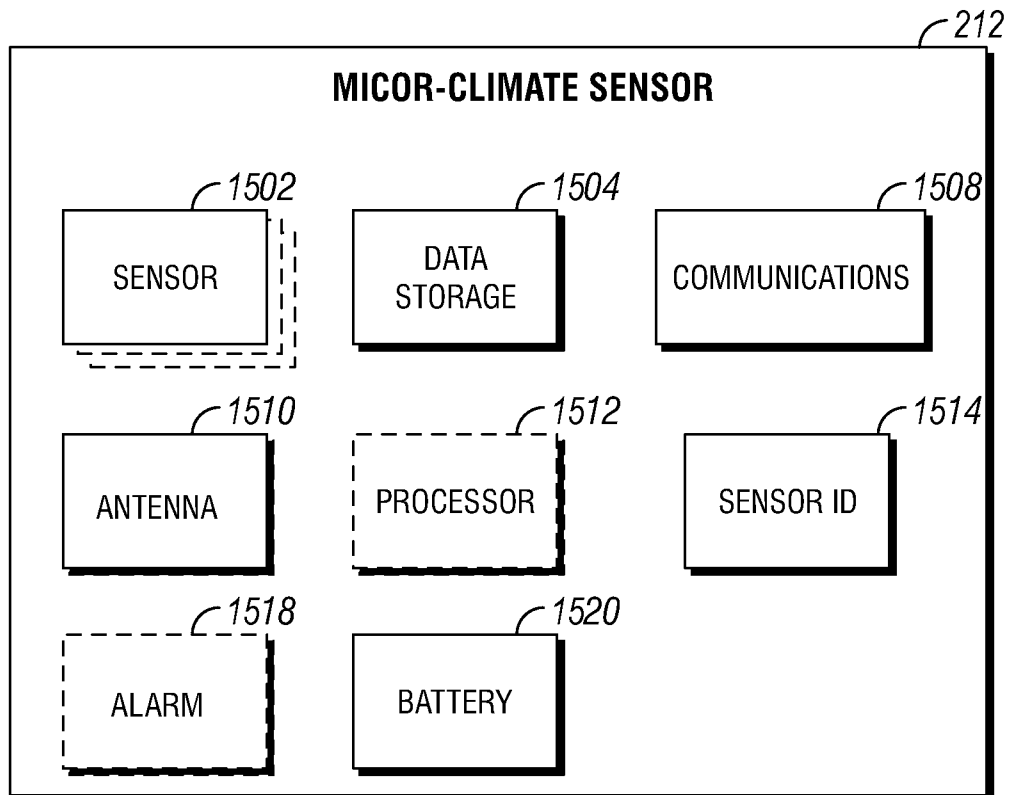 212
MICOR-CLIMATE SENSOR
1502
SENSOR
1504
DATA
STORAGE
1508
COMMUNICATIONS
1510
ANTENNA
1512
PROCESSOR
1514
SENSOR ID
1518
ALARM
1520
BATTERY